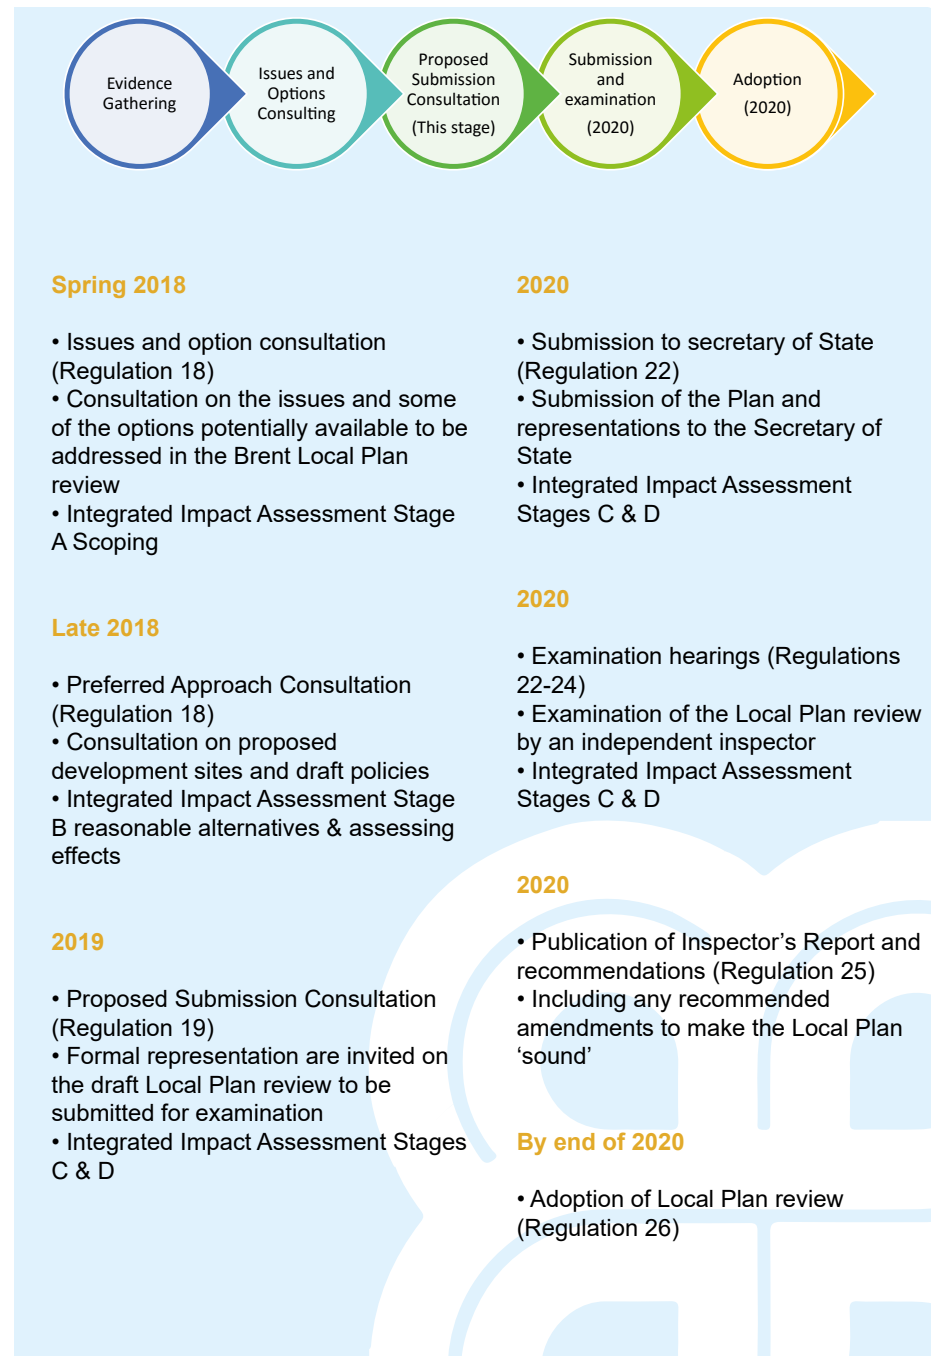 Evidence
Gathering
Issues and
Options
Consulting
Proposed
Submission
Consultation
(This stage)
Submission
and
examination
(2020)
Adoption
(2020)
Spring 2018
• Issues and option consultation
(Regulation 18)
• Consultation on the issues and some
of the options potentially available to be
addressed in the Brent Local Plan
review
• Integrated Impact Assessment Stage
A Scoping
Late 2018
• Preferred Approach Consultation
(Regulation 18)
• Consultation on proposed
development sites and draft policies
• Integrated Impact Assessment Stage
B reasonable alternatives & assessing
effects
2019
• Proposed Submission Consultation
(Regulation 19)
• Formal representation are invited on
the draft Local Plan review to be
submitted for examination
• Integrated Impact Assessment Stages
C & D
2020
• Submission to secretary of State
(Regulation 22)
• Submission of the Plan and
representations to the Secretary of
State
• Integrated Impact Assessment
Stages C & D
2020
• Examination hearings (Regulations
22-24)
• Examination of the Local Plan review
by an independent inspector
• Integrated Impact Assessment
Stages C & D
2020
• Publication of Inspector’s Report and
recommendations (Regulation 25)
• Including any recommended
amendments to make the Local Plan
‘sound’
By end of 2020
• Adoption of Local Plan review
(Regulation 26)